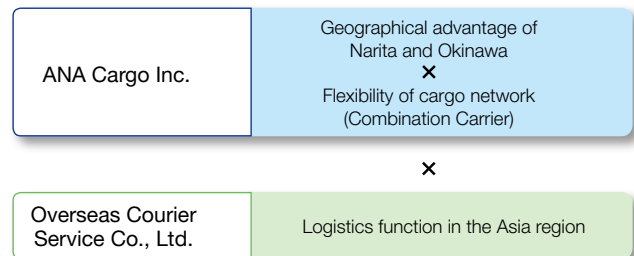 ANA Cargo Inc.
Geographical advantage of
Narita and Okinawa
×
Flexibility of cargo network
(Combination Carrier)
×
Overseas Courier
Service Co., Ltd.
Logistics function in the Asia region